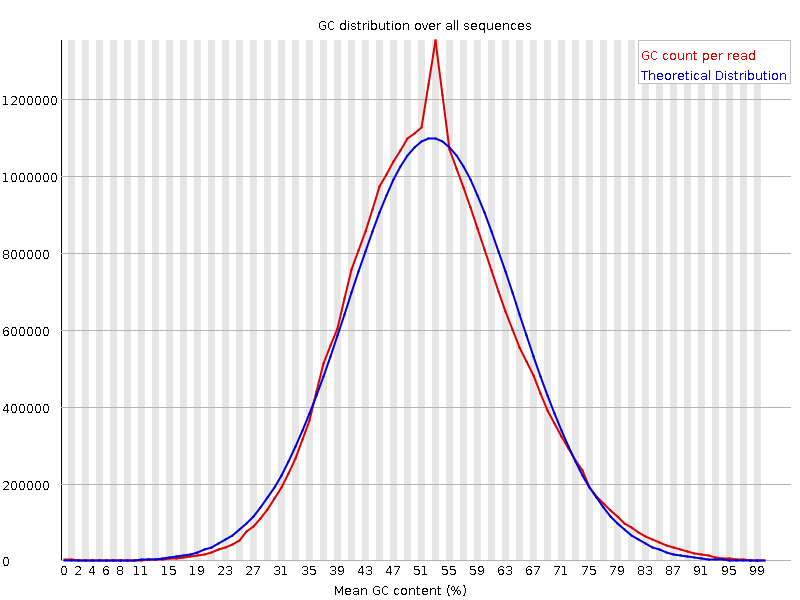 GC distribution over all sequences
GC count per read
Theoretical Distribution
1200000
1000000
800000
600000
400000
200000
0
0 2 4 6 8 11 15 19 23 27 31 35 39 43 47 51 55 59 63 67 71 75 79 83 87 91 95 99
Mean GC content (%)